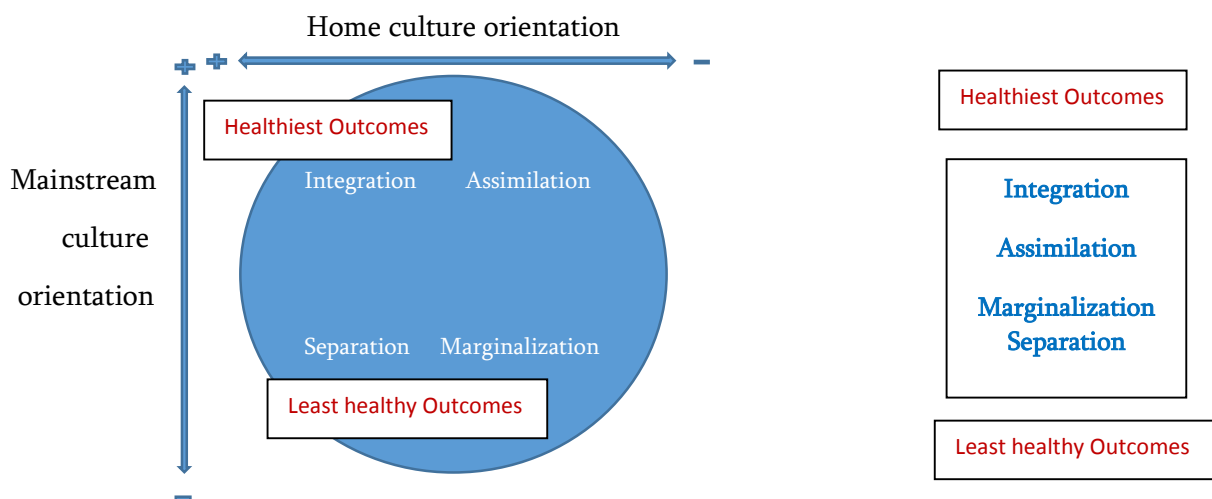 Home culture orientation
+ + −
Healthiest Outcomes
Mainstream
culture
orientation
Integration Assimilation
Separation Marginalization
Least healthy Outcomes
−
Healthiest Outcomes
Integration
Assimilation
Marginalization
Separation
Least healthy Outcomes